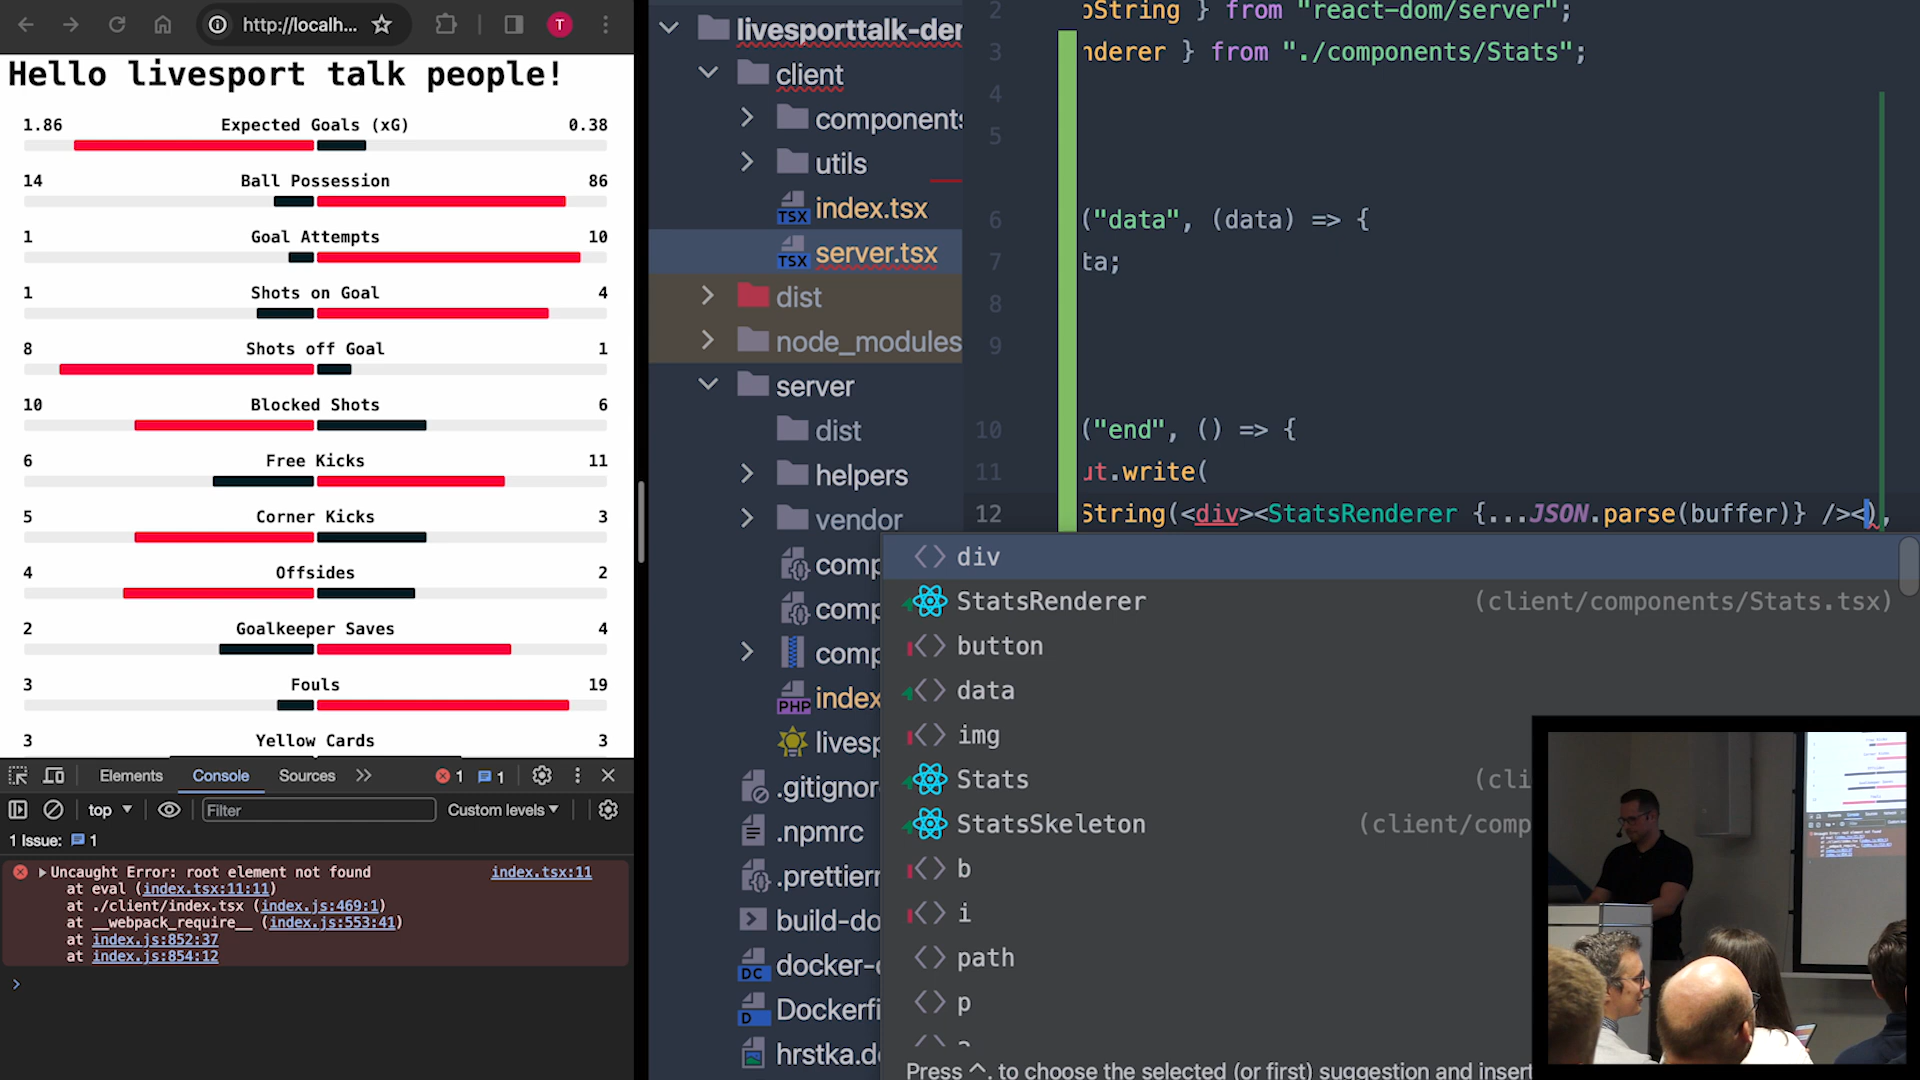 http://localh...
T
Hello livesport talk people!
1.86 Expected Goals (xG) 0.38
14 Ball Possession 86
1 Goal Attempts 10
1 Shots on Goal 4
8 Shots off Goal 1
10 Blocked Shots 6
6 Free Kicks 11
5 Corner Kicks 3
4 Offsides 2
2 Goalkeeper Saves 4
3 Fouls 19
3 Yellow Cards 3
Elements Console Sources 1 1
top Filter Custom levels
1 Issue: 1
Uncaught Error: root element not found index.tsx:11
at eval (index.tsx:11:11)
at ./client/index.tsx (index.js:469:1)
at __webpack_require__ (index.js:553:41)
at index.js:852:37
at index.js:854:12
livesporttalk-der
client
components
utils
TSX index.tsx
TSX server.tsx
dist
node_modules
server
dist
helpers
vendor
comp
comp
comp
PHP index
livesp
.gitignor
.npmrc
.prettierr
build-do
DC docker-c
D Dockerfi
hrstka.de
2 oString } from "react-dom/server";
3 nderer } from "./components/Stats";
4
5
6 ("data", (data) => {
7 ta;
8
9
10 ("end", () => {
11 ut.write(
12 String(<div><StatsRenderer {...JSON.parse(buffer)} /><),
div
StatsRenderer (client/components/Stats.tsx)
button
data
img
Stats (cli
StatsSkeleton (client/comp
b
i
path
p
Press ^. to choose the selected (or first) suggestion and insert